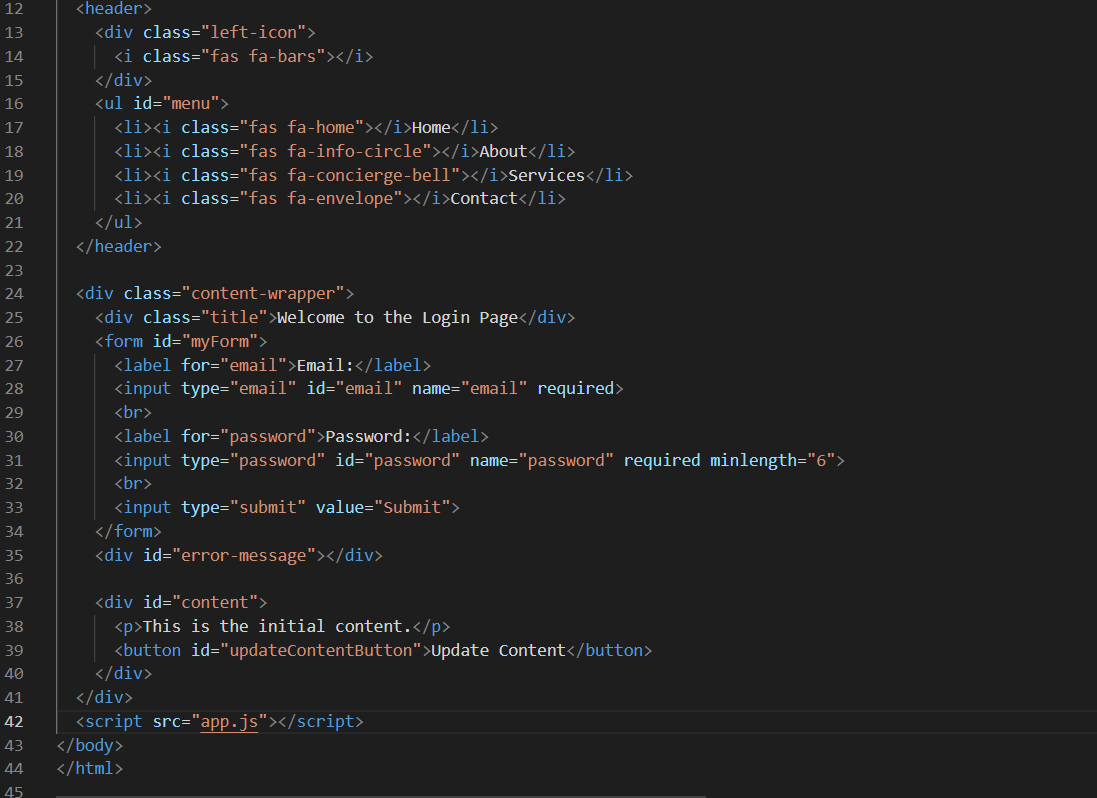 12 <header>
13 <div class="left-icon">
14 <i class="fas fa-bars"></i>
15 </div>
16 <ul id="menu">
17 <li><i class="fas fa-home"></i>Home</li>
18 <li><i class="fas fa-info-circle"></i>About</li>
19 <li><i class="fas fa-concierge-bell"></i>Services</li>
20 <li><i class="fas fa-envelope"></i>Contact</li>
21 </ul>
22 </header>
23
24 <div class="content-wrapper">
25 <div class="title">Welcome to the Login Page</div>
26 <form id="myForm">
27 <label for="email">Email:</label>
28 <input type="email" id="email" name="email" required>
29 <br>
30 <label for="password">Password:</label>
31 <input type="password" id="password" name="password" required minlength="6">
32 <br>
33 <input type="submit" value="Submit">
34 </form>
35 <div id="error-message"></div>
36
37 <div id="content">
38 <p>This is the initial content.</p>
39 <button id="updateContentButton">Update Content</button>
40 </div>
41 </div>
42 <script src="app.js"></script>
43 </body>
44 </html>
45